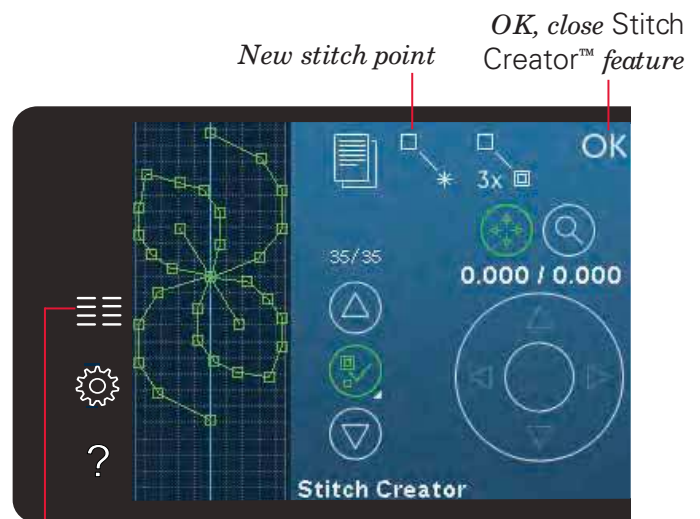 OK, close Stitch
New stitch point
Creator™ feature
OK
3x
35/35
0.000 / 0.000
?
Stitch Creator